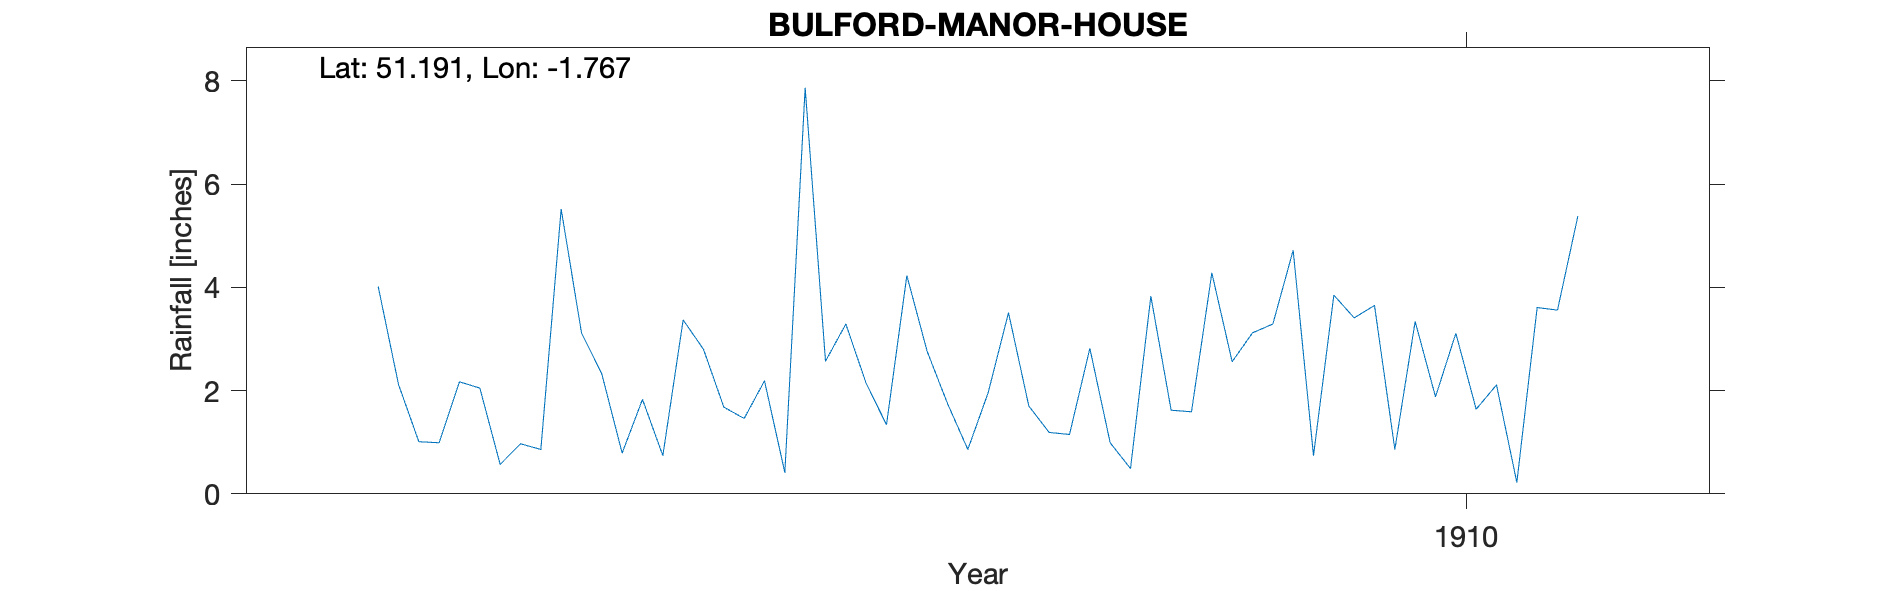 BULFORD-MANOR-HOUSE
Lat: 51.191, Lon: -1.767
8
6
4
2
0
Rainfall [inches]
1910
Year